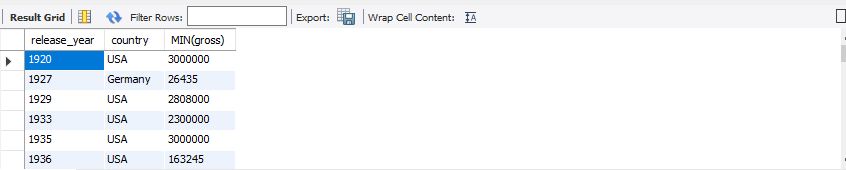 Result Grid Filter Rows: Export: Wrap Cell Content:
release_year country MIN(gross)
1920 USA 3000000
1927 Germany 26435
1929 USA 2808000
1933 USA 2300000
1935 USA 3000000
1936 USA 163245